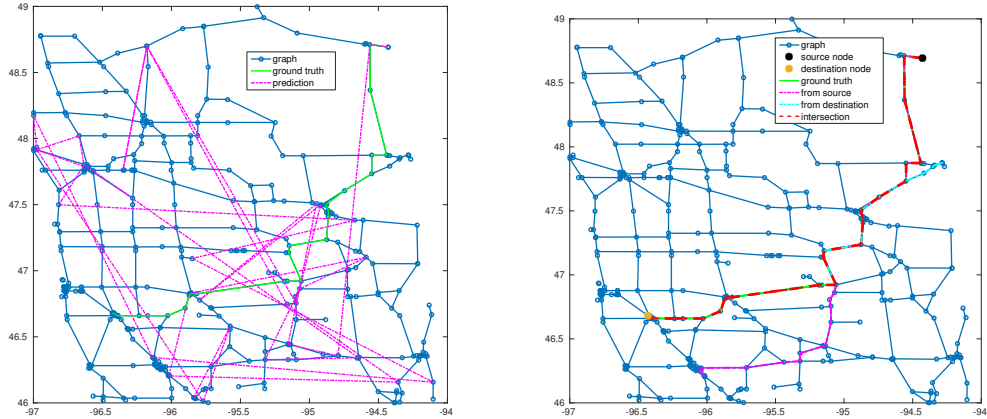 49
48.5
48
47.5
47
46.5
46
-97
-96.5
-96
-95.5
-95
-94.5
-94
graph
ground truth
prediction
49
48.5
48
47.5
47
46.5
46
-97
-96.5
-96
-95.5
-95
-94.5
-94
graph
source node
destination node
ground truth
from source
from destination
intersection